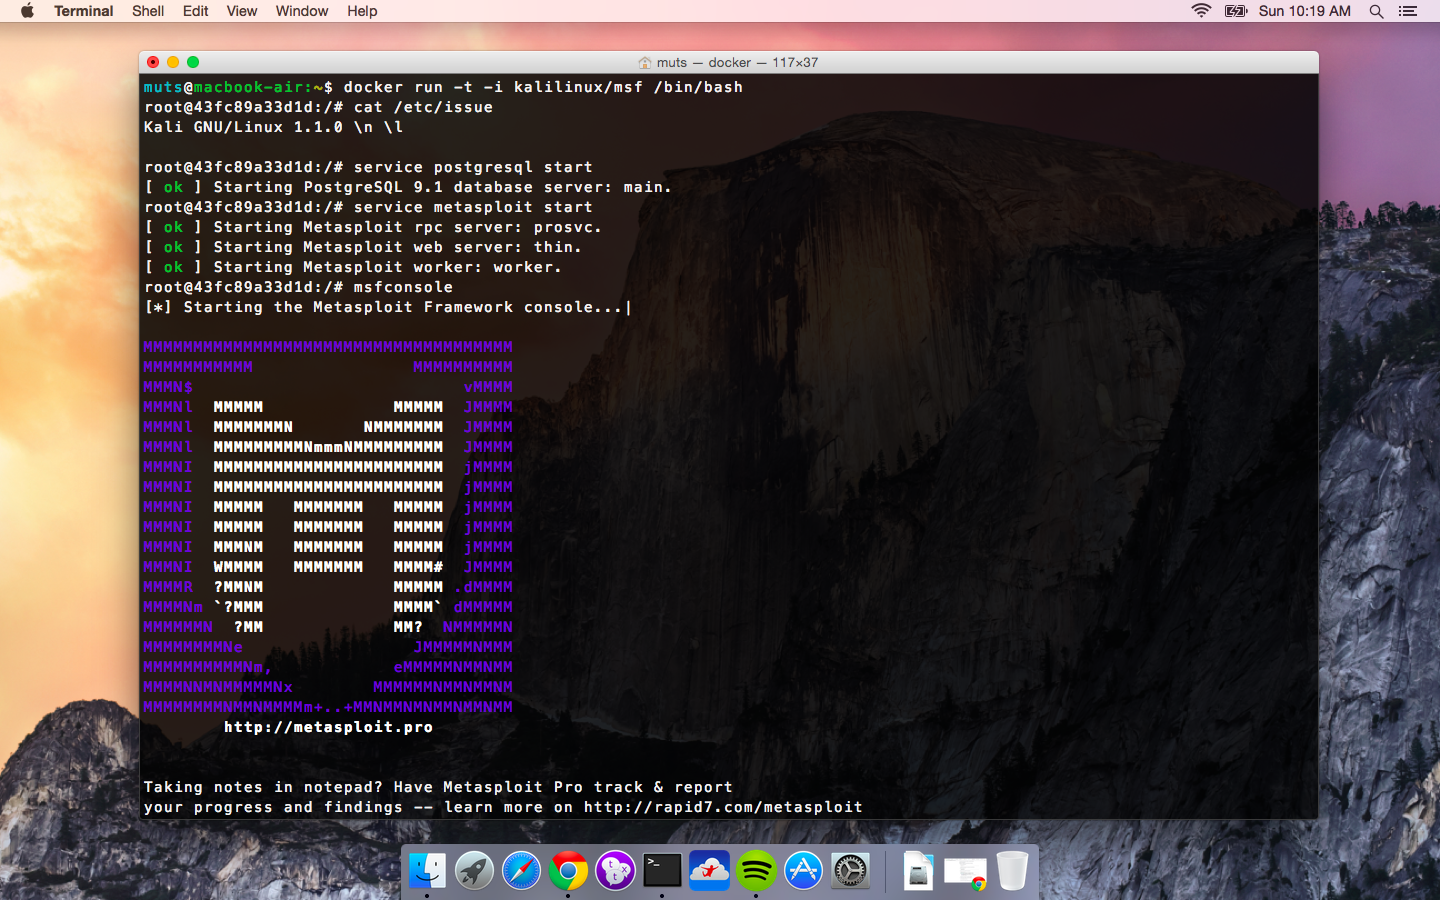 Terminal Shell Edit View Window Help Sun 10:19 AM
muts — docker — 117×37
muts@macbook-air:~$ docker run -t -i kalilinux/msf /bin/bash
root@43fc89a33d1d:/# cat /etc/issue
Kali GNU/Linux 1.1.0 \n \l
root@43fc89a33d1d:/# service postgresql start
[ ok ] Starting PostgreSQL 9.1 database server: main.
root@43fc89a33d1d:/# service metasploit start
[ ok ] Starting Metasploit rpc server: prosvc.
[ ok ] Starting Metasploit web server: thin.
[ ok ] Starting Metasploit worker: worker.
root@43fc89a33d1d:/# msfconsole
[*] Starting the Metasploit Framework console...|
MMMMMMMMMMMMMMMMMMMMMMMMMMMMMMMMMMMMM
MMMMMMMMMMM                MMMMMMMMMM
MMMN$                           vMMMM
MMMNl  MMMMM             MMMMM  JMMMM
MMMNl  MMMMMMMN       NMMMMMMM  JMMMM
MMMNl  MMMMMMMMMNmmmNMMMMMMMMM  JMMMM
MMMNI  MMMMMMMMMMMMMMMMMMMMMMM  jMMMM
MMMNI  MMMMMMMMMMMMMMMMMMMMMMM  jMMMM
MMMNI  MMMMM   MMMMMMM   MMMMM  jMMMM
MMMNI  MMMMM   MMMMMMM   MMMMM  jMMMM
MMMNI  MMMNM   MMMMMMM   MMMMM  jMMMM
MMMNI  WMMMM   MMMMMMM   MMMM#  JMMMM
MMMMR  ?MMNM             MMMMM .dMMMM
MMMMNm `?MMM             MMMM` dMMMMM
MMMMMMN  ?MM             MM?  NMMMMMN
MMMMMMMMNe                 JMMMMMNMMM
MMMMMMMMMMNm,            eMMMMMNMMNMM
MMMMNNMNMMMMMNx        MMMMMMNMMNMMNM
MMMMMMMMNMMNMMMMm+..+MMNMMNMNMMNMMNMM
http://metasploit.pro
Taking notes in notepad? Have Metasploit Pro track & report
your progress and findings -- learn more on http://rapid7.com/metasploit